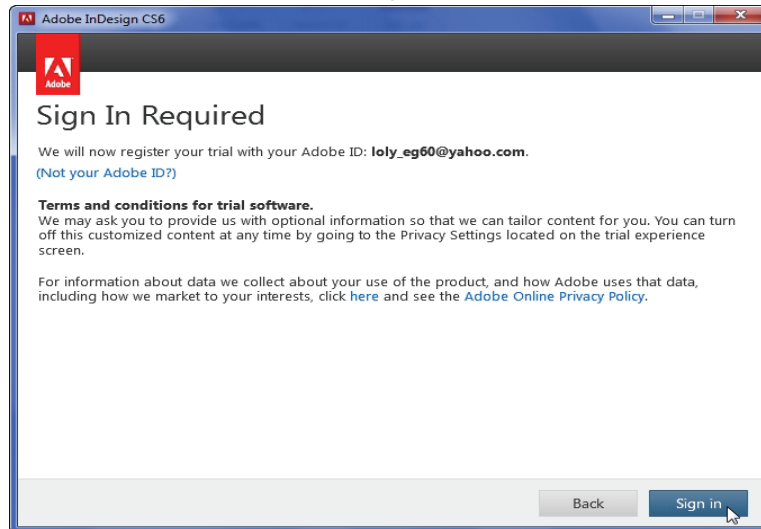 Adobe InDesign CS6
Adobe
Sign In Required
We will now register your trial with your Adobe ID: loly_eg60@yahoo.com.
(Not your Adobe ID?)
Terms and conditions for trial software.
We may ask you to provide us with optional information so that we can tailor content for you. You can turn
off this customized content at any time by going to the Privacy Settings located on the trial experience
screen.
For information about data we collect about your use of the product, and how Adobe uses that data,
including how we market to your interests, click here and see the Adobe Online Privacy Policy.
Back
Sign in